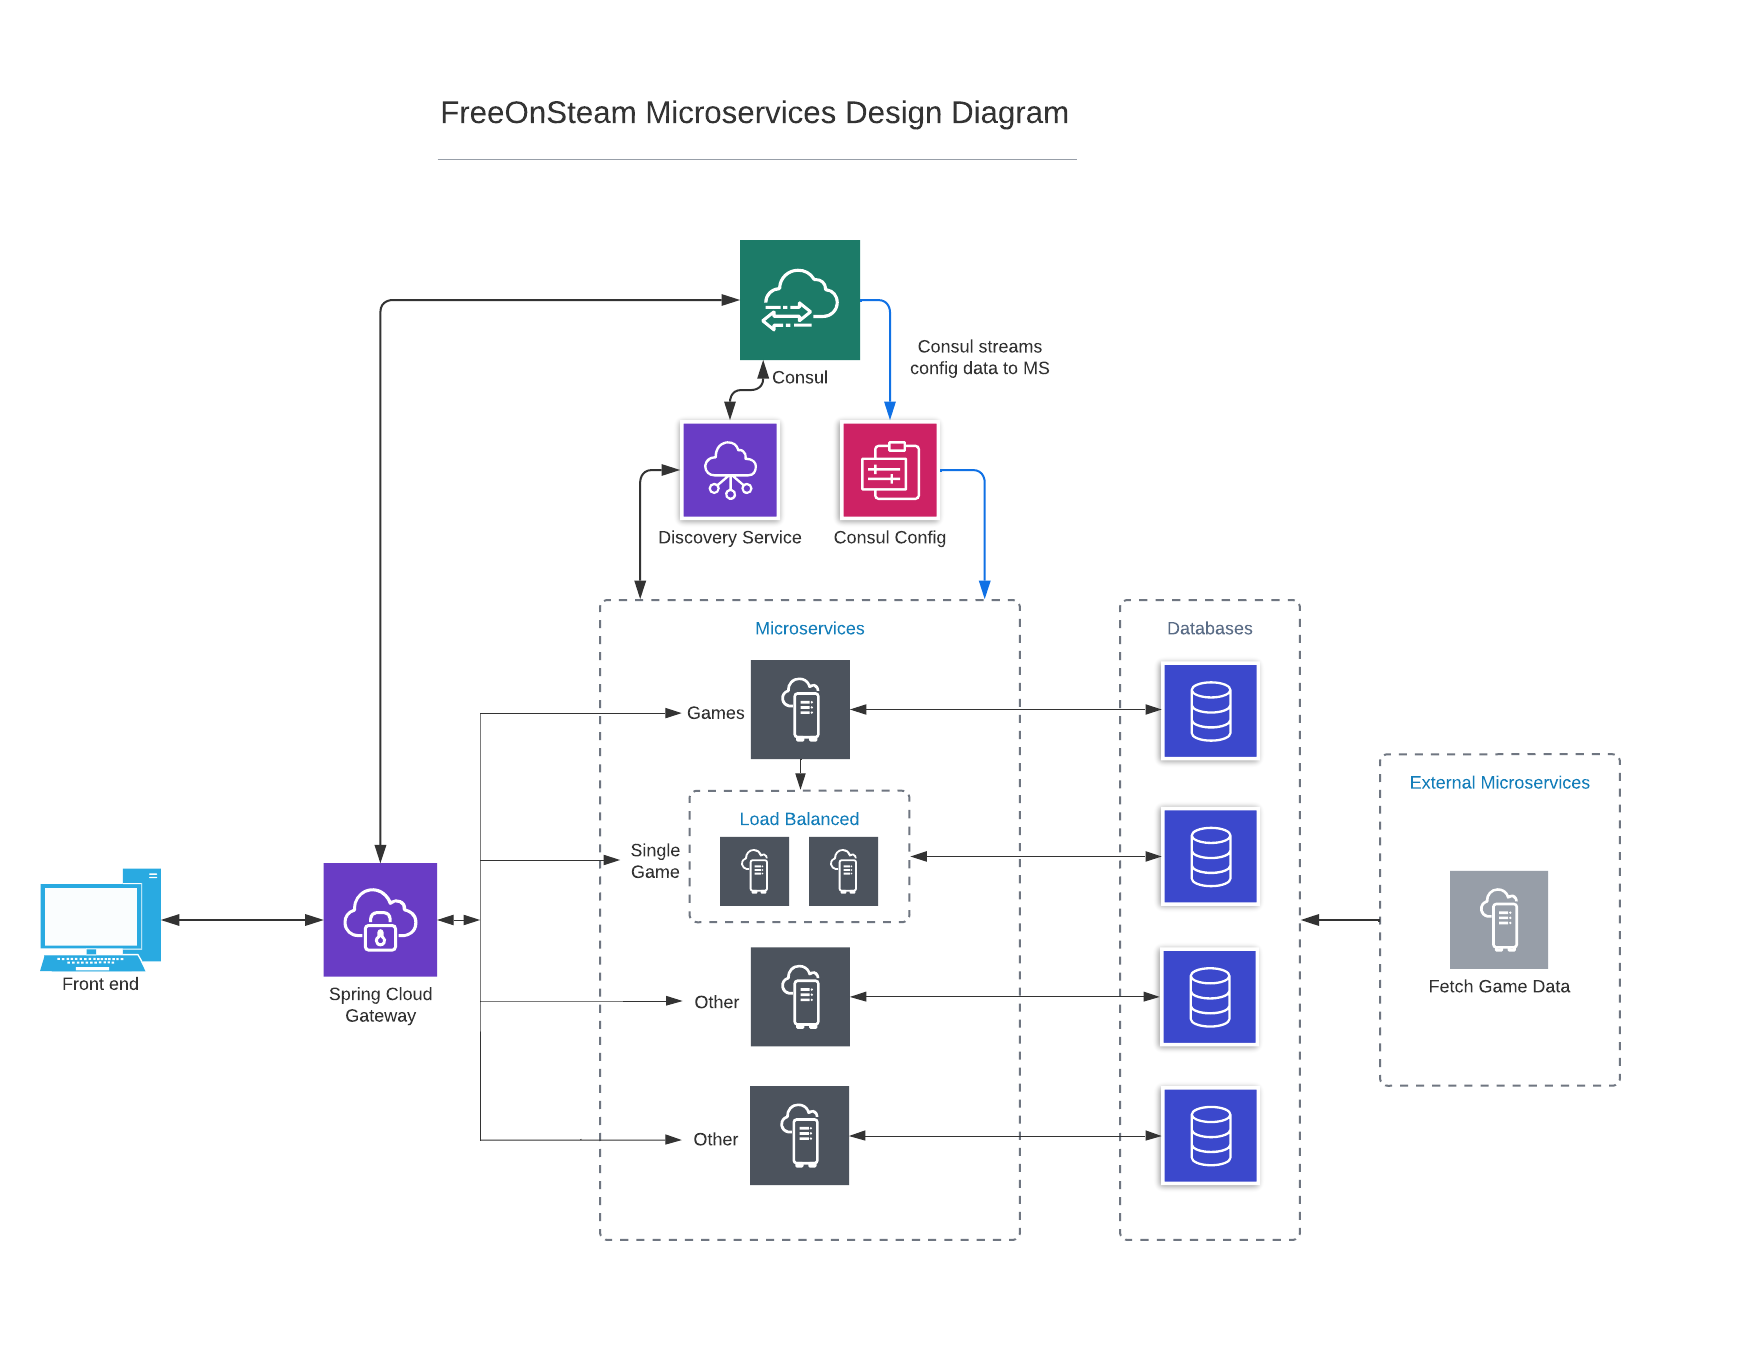 FreeOnSteam Microservices Design Diagram
Consul streams
config data to MS
Consul
Discovery Service
Consul Config
Microservices
Databases
Games
External Microservices
Load Balanced
Single
Game
Front end
Spring Cloud
Gateway
Fetch Game Data
Other
Other